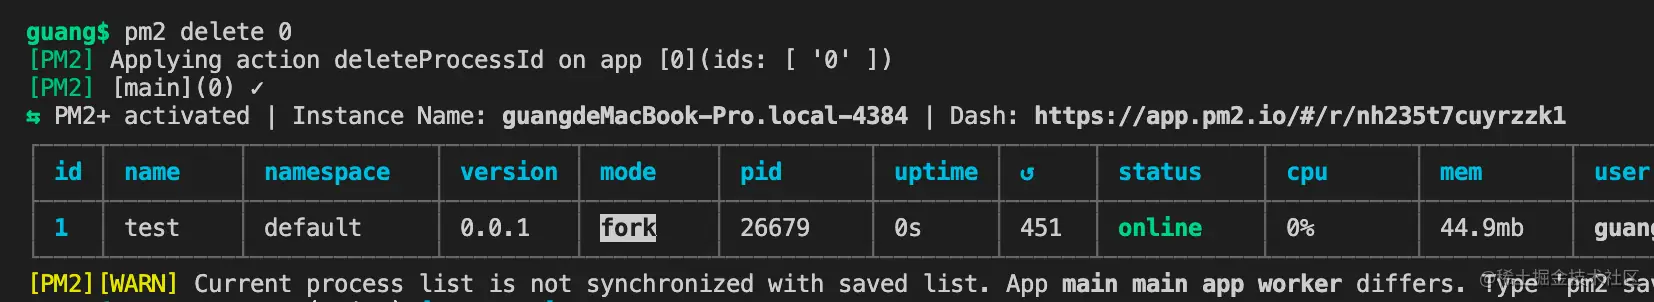 guang$ pm2 delete 0
[PM2] Applying action deleteProcessId on app [0](ids: [ '0' ])
[PM2] [main](0) ✓
⇆ PM2+ activated | Instance Name: guangdeMacBook-Pro.local-4384 | Dash: https://app.pm2.io/#/r/nh235t7cuyrzzk1
id name namespace version mode pid uptime ↺ status cpu mem user
1 test default 0.0.1 fork 26679 0s 451 online 0% 44.9mb guang
[PM2][WARN] Current process list is not synchronized with saved list. App main main app worker differs. Type 'pm2 sav
@稀土掘金技术社区